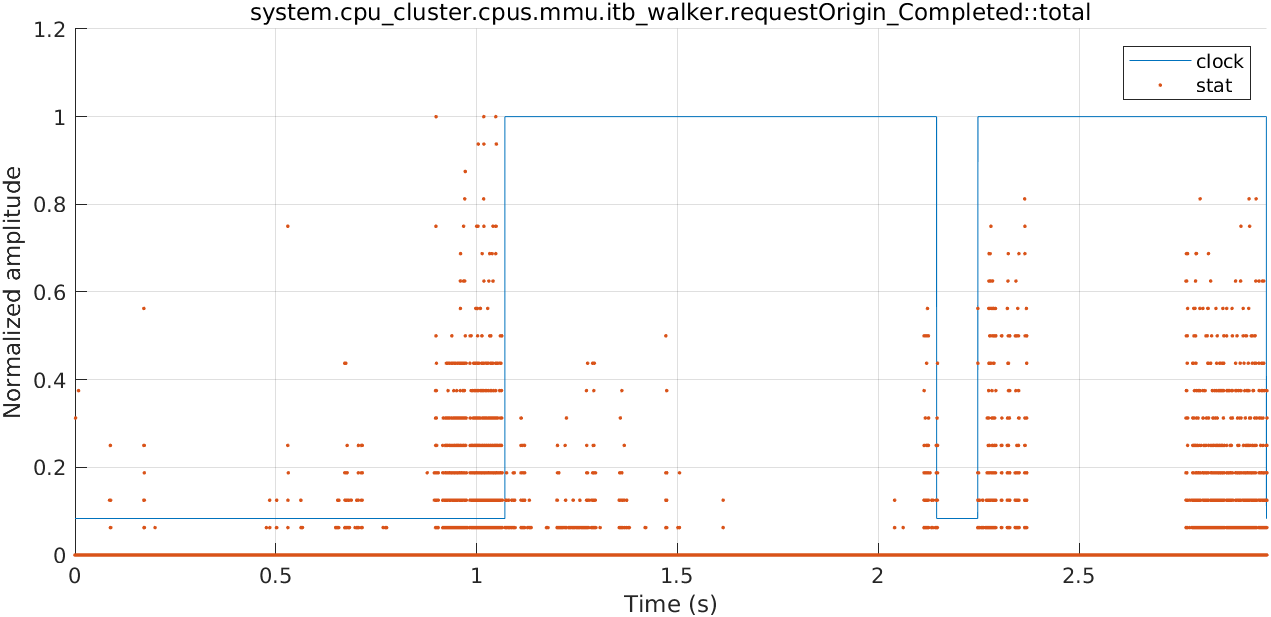 system.cpu_cluster.cpus.mmu.itb_walker.requestOrigin_Completed::total
1.2
clock
stat
1
0.8
Normalized amplitude
0.6
0.4
0.2
0
0 0.5 1 1.5 2 2.5
Time (s)